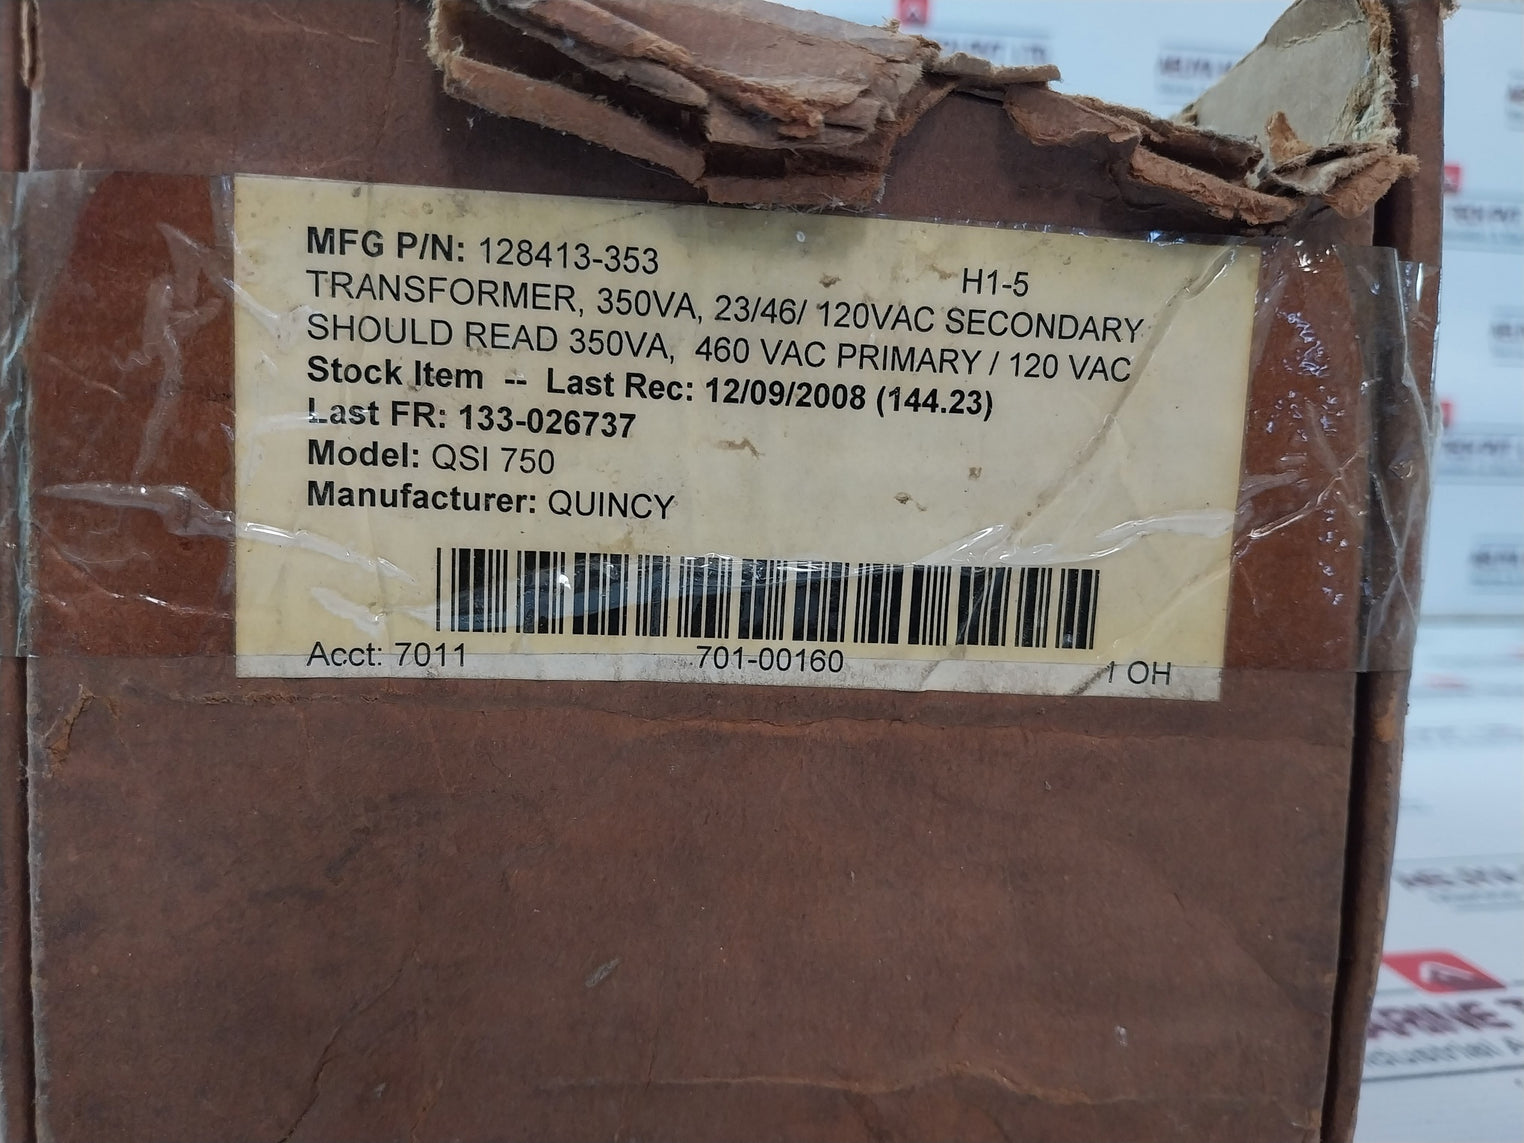 MFG P/N: 128413-353
H1-5
TRANSFORMER, 350VA, 23/46/ 120VAC SECONDARY
SHOULD READ 350VA, 460 VAC PRIMARY / 120 VAC
Stock Item -- Last Rec: 12/09/2008 (144.23)
Last FR: 133-026737
Model: QSI 750
Manufacturer: QUINCY
Acct: 7011
701-00160
1 OH